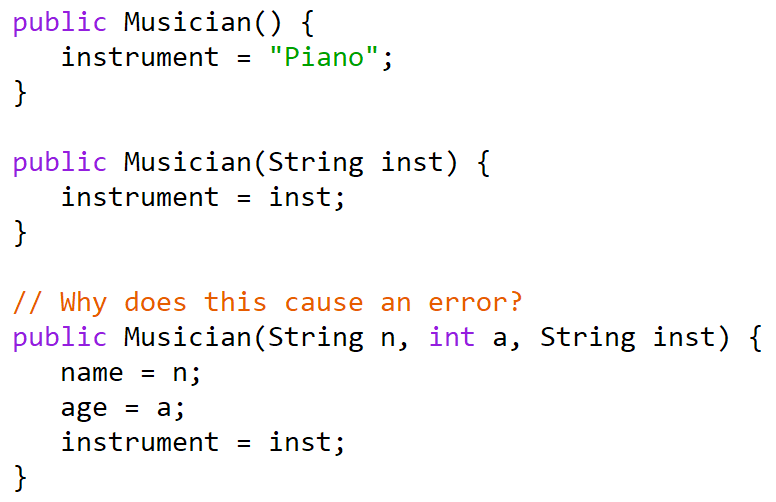 public Musician() {
   instrument = "Piano";
}

public Musician(String inst) {
   instrument = inst;
}

// Why does this cause an error?
public Musician(String n, int a, String inst) {
   name = n;
   age = a;
   instrument = inst;
}